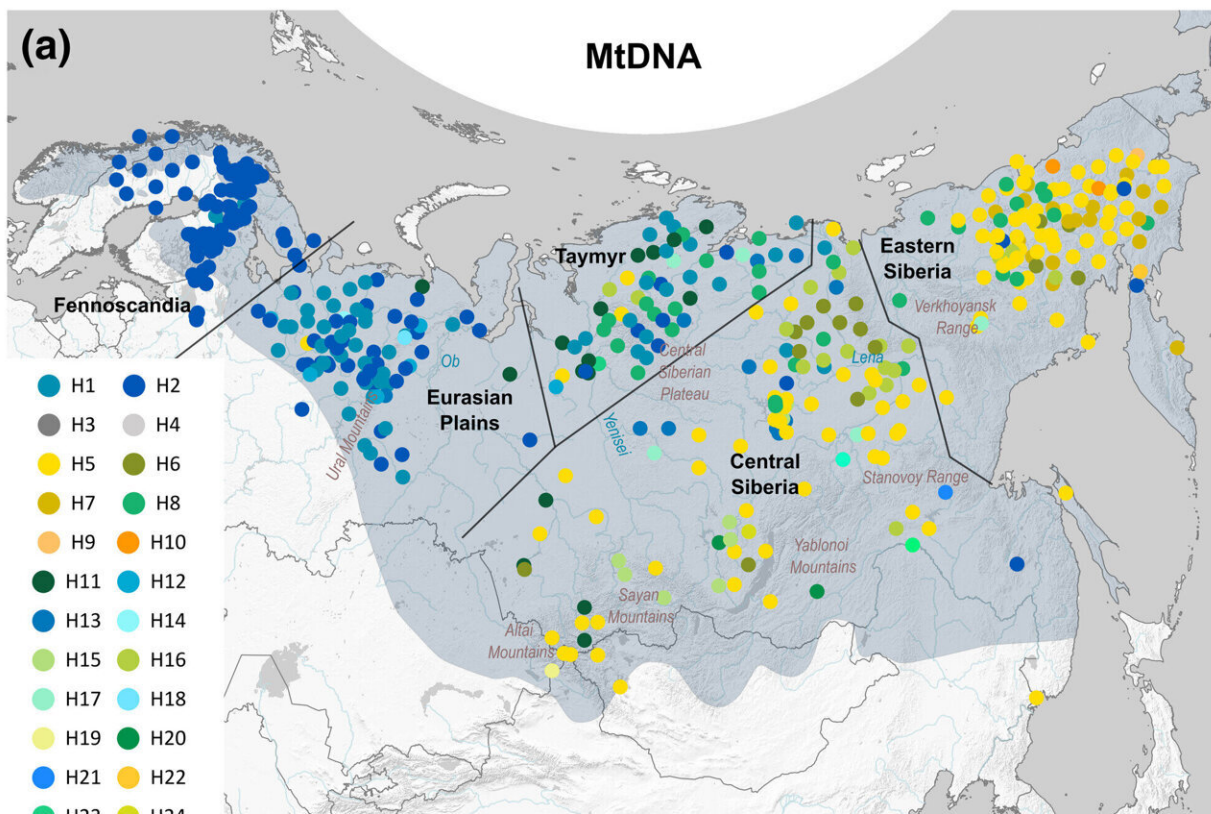 (a)
MtDNA
Taymyr
Eastern
Siberia
Fennoscandia
Verkhoyansk
Range
Central
Siberian
Plateau
Lena
Ob
Eurasian
Plains
Ural Mountains
Yenisei
Central
Siberia
Stanovoy Range
Yablonoi
Mountains
Sayan
Mountains
Altai
Mountains
H1 H2
H3 H4
H5 H6
H7 H8
H9 H10
H11 H12
H13 H14
H15 H16
H17 H18
H19 H20
H21 H22
H23 H24